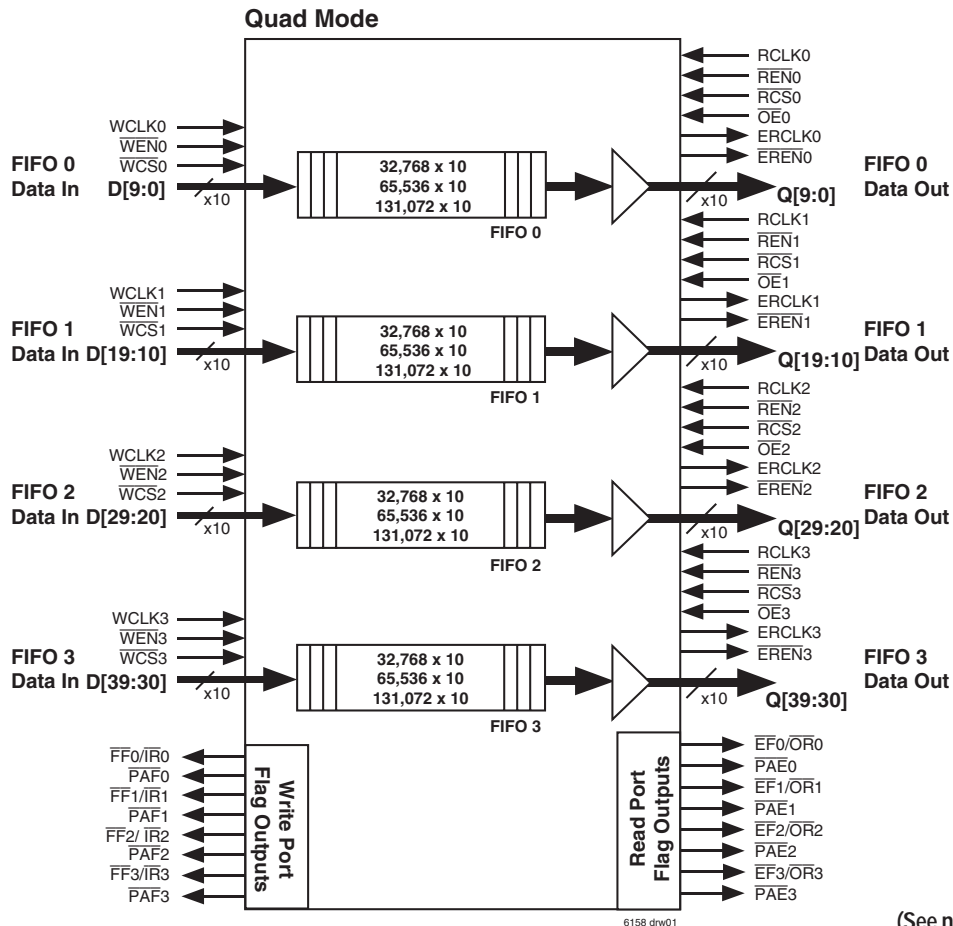 Quad Mode
RCLK0
REN0
RCS0
OE0
ERCLK0
EREN0
WCLK0
WEN0
WCS0
FIFO 0
Data In D[9:0]
x10
32,768 x 10
65,536 x 10
131,072 x 10
FIFO 0
x10
Q[9:0]
FIFO 0
Data Out
RCLK1
REN1
RCS1
OE1
ERCLK1
EREN1
WCLK1
WEN1
WCS1
FIFO 1
Data In D[19:10]
x10
32,768 x 10
65,536 x 10
131,072 x 10
FIFO 1
x10
Q[19:10]
FIFO 1
Data Out
RCLK2
REN2
RCS2
OE2
ERCLK2
EREN2
WCLK2
WEN2
WCS2
FIFO 2
Data In D[29:20]
x10
32,768 x 10
65,536 x 10
131,072 x 10
FIFO 2
x10
Q[29:20]
FIFO 2
Data Out
RCLK3
REN3
RCS3
OE3
ERCLK3
EREN3
WCLK3
WEN3
WCS3
FIFO 3
Data In D[39:30]
x10
32,768 x 10
65,536 x 10
131,072 x 10
FIFO 3
x10
Q[39:30]
FIFO 3
Data Out
FF0/IR0
PAF0
FF1/IR1
PAF1
FF2/ IR2
PAF2
FF3/IR3
PAF3
Write Port
Flag Outputs
Read Port
Flag Outputs
EF0/OR0
PAE0
EF1/OR1
PAE1
EF2/OR2
PAE2
EF3/OR3
PAE3
6158 drw01
(See n